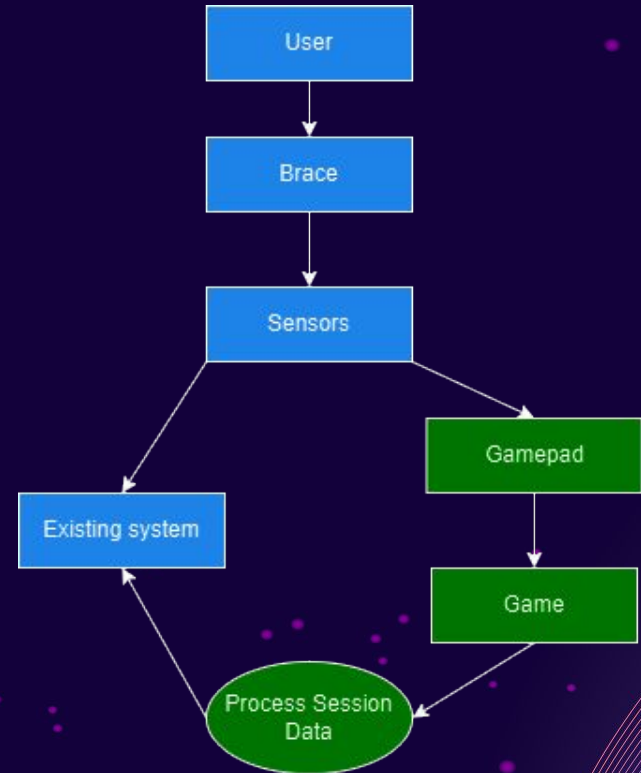 User
Brace
Sensors
Gamepad
Existing system
Game
Process Session
Data